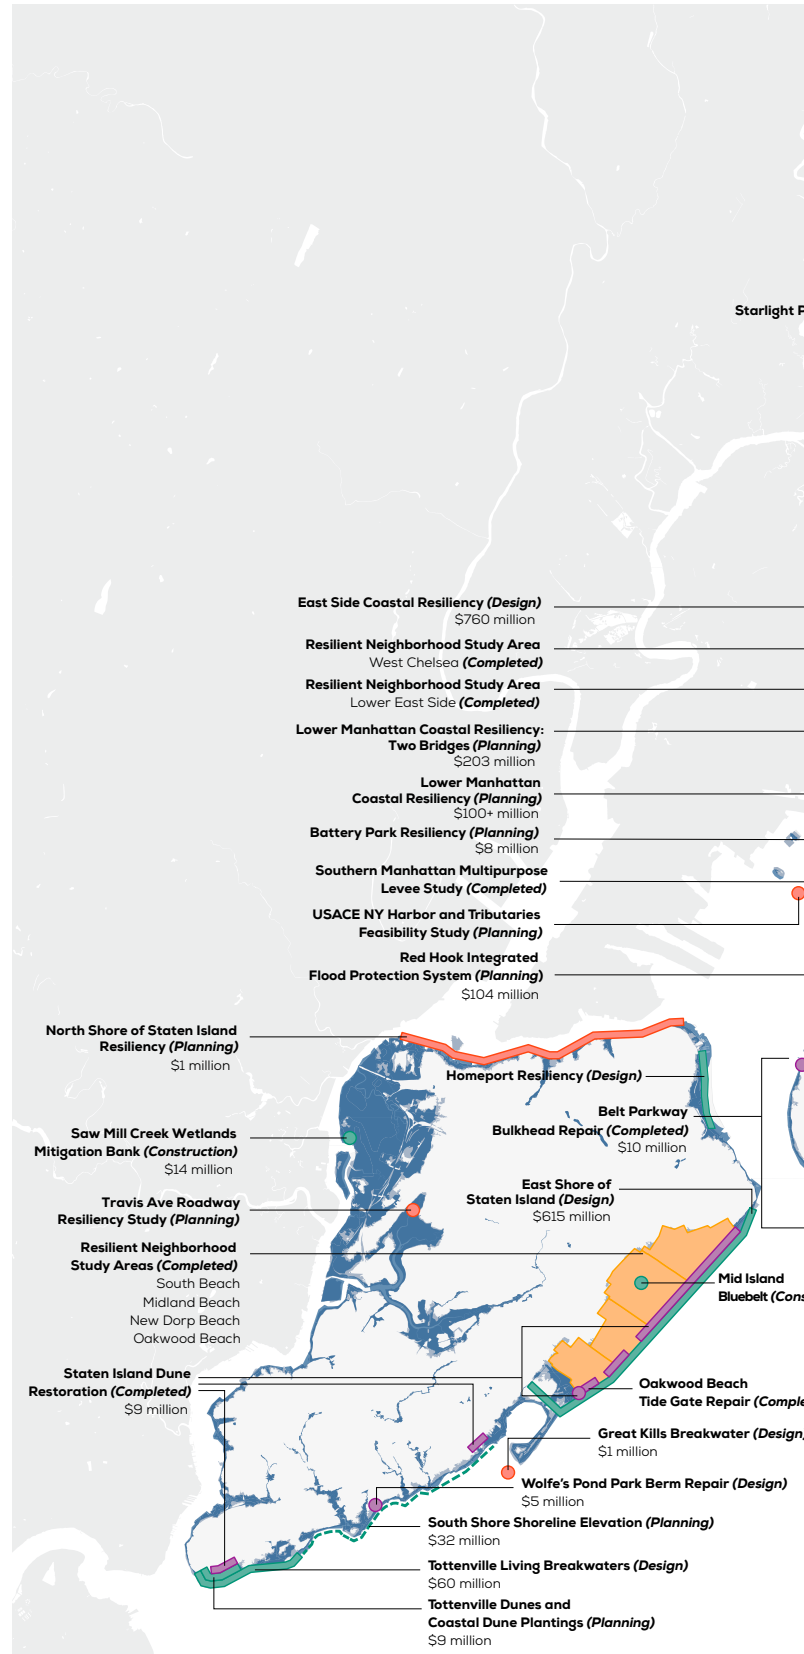 Starlight P
East Side Coastal Resiliency (Design)
$760 million
Resilient Neighborhood Study Area
West Chelsea (Completed)
Resilient Neighborhood Study Area
Lower East Side (Completed)
Lower Manhattan Coastal Resiliency:
Two Bridges (Planning)
$203 million
Lower Manhattan
Coastal Resiliency (Planning)
$100+ million
Battery Park Resiliency (Planning)
$8 million
Southern Manhattan Multipurpose
Levee Study (Completed)
USACE NY Harbor and Tributaries
Feasibility Study (Planning)
Red Hook Integrated
Flood Protection System (Planning)
$104 million
North Shore of Staten Island
Resiliency (Planning)
$1 million
Homeport Resiliency (Design)
Belt Parkway
Bulkhead Repair (Completed)
$10 million
Saw Mill Creek Wetlands
Mitigation Bank (Construction)
$14 million
East Shore of
Staten Island (Design)
$615 million
Travis Ave Roadway
Resiliency Study (Planning)
Resilient Neighborhood
Study Areas (Completed)
South Beach
Midland Beach
New Dorp Beach
Oakwood Beach
Mid Island
Bluebelt (Cons
Staten Island Dune
Restoration (Completed)
$9 million
Oakwood Beach
Tide Gate Repair (Comple
Great Kills Breakwater (Design)
$1 million
Wolfe's Pond Park Berm Repair (Design)
$5 million
South Shore Shoreline Elevation (Planning)
$32 million
Tottenville Living Breakwaters (Design)
$60 million
Tottenville Dunes and
Coastal Dune Plantings (Planning)
$9 million